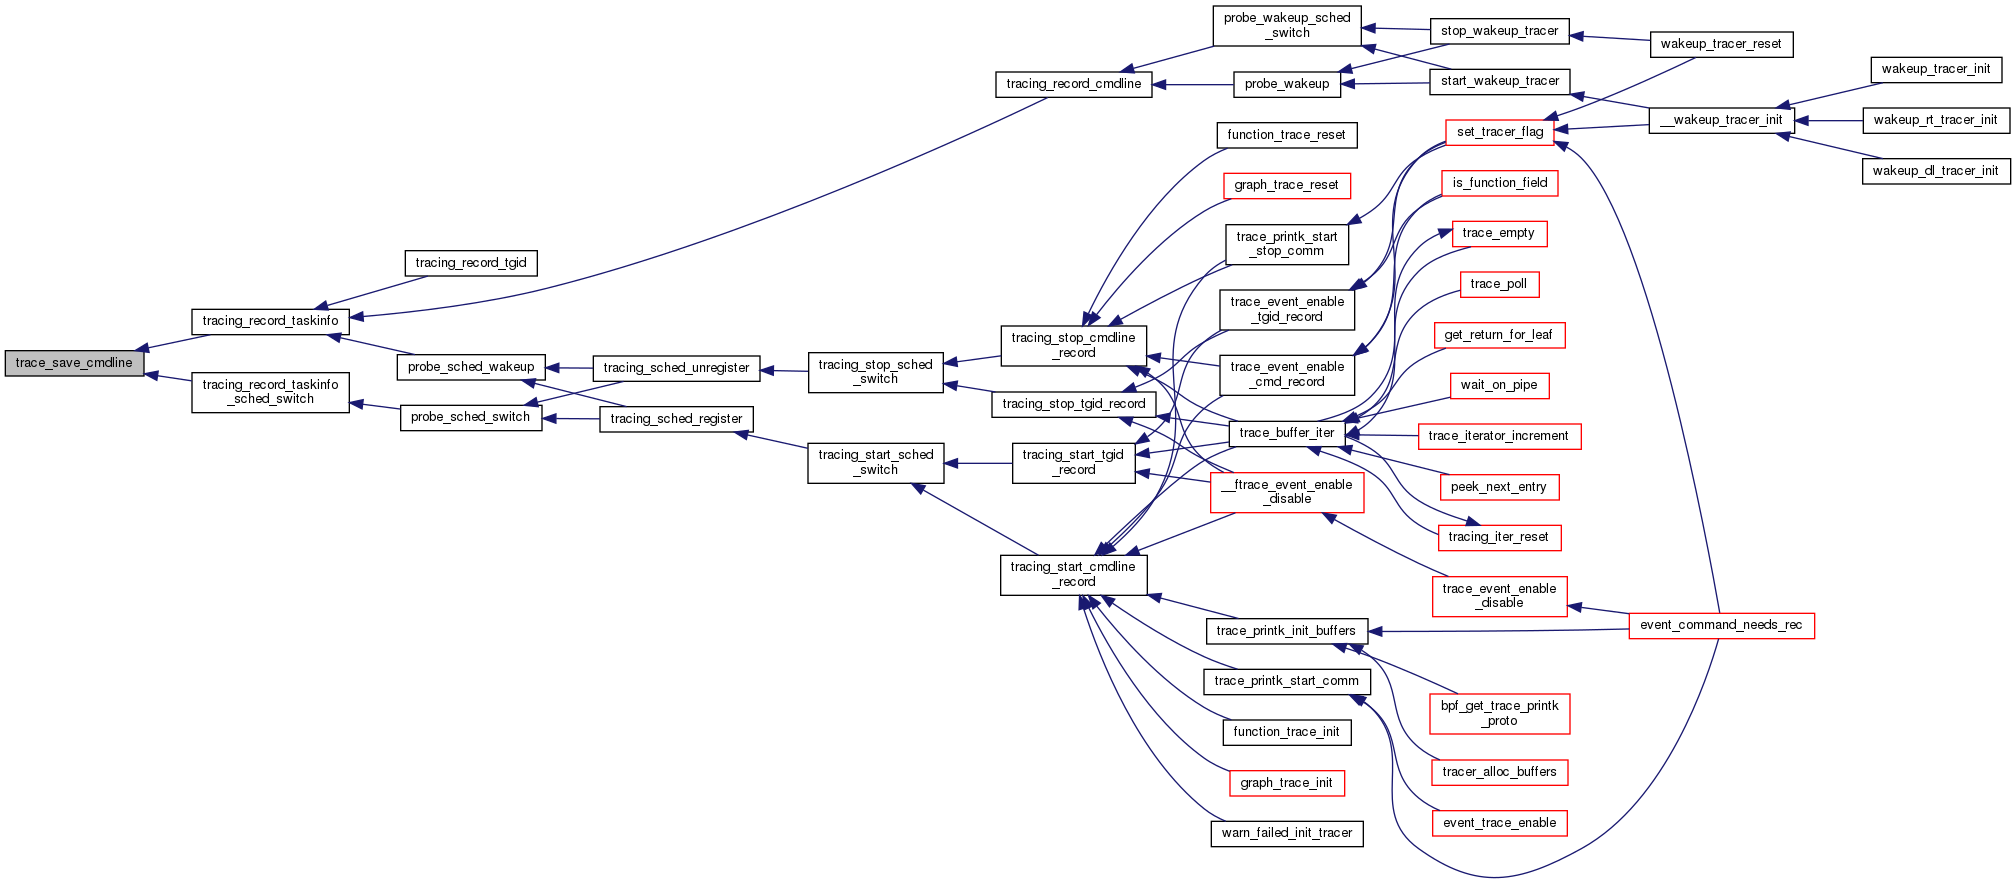 trace_save_cmdline
tracing_record_taskinfo
tracing_record_taskinfo
_sched_switch
tracing_record_tgid
probe_sched_wakeup
probe_sched_switch
tracing_sched_unregister
tracing_sched_register
tracing_stop_sched
_switch
tracing_start_sched
_switch
tracing_record_cmdline
tracing_stop_cmdline
_record
tracing_stop_tgid_record
tracing_start_tgid
_record
tracing_start_cmdline
_record
probe_wakeup_sched
_switch
probe_wakeup
function_trace_reset
graph_trace_reset
trace_printk_start
_stop_comm
trace_event_enable
_tgid_record
trace_event_enable
_cmd_record
trace_buffer_iter
__ftrace_event_enable
_disable
trace_printk_init_buffers
trace_printk_start_comm
function_trace_init
graph_trace_init
warn_failed_init_tracer
stop_wakeup_tracer
start_wakeup_tracer
set_tracer_flag
is_function_field
trace_empty
trace_poll
get_return_for_leaf
wait_on_pipe
trace_iterator_increment
peek_next_entry
tracing_iter_reset
trace_event_enable
_disable
bpf_get_trace_printk
_proto
tracer_alloc_buffers
event_trace_enable
wakeup_tracer_reset
__wakeup_tracer_init
event_command_needs_rec
wakeup_tracer_init
wakeup_rt_tracer_init
wakeup_dl_tracer_init